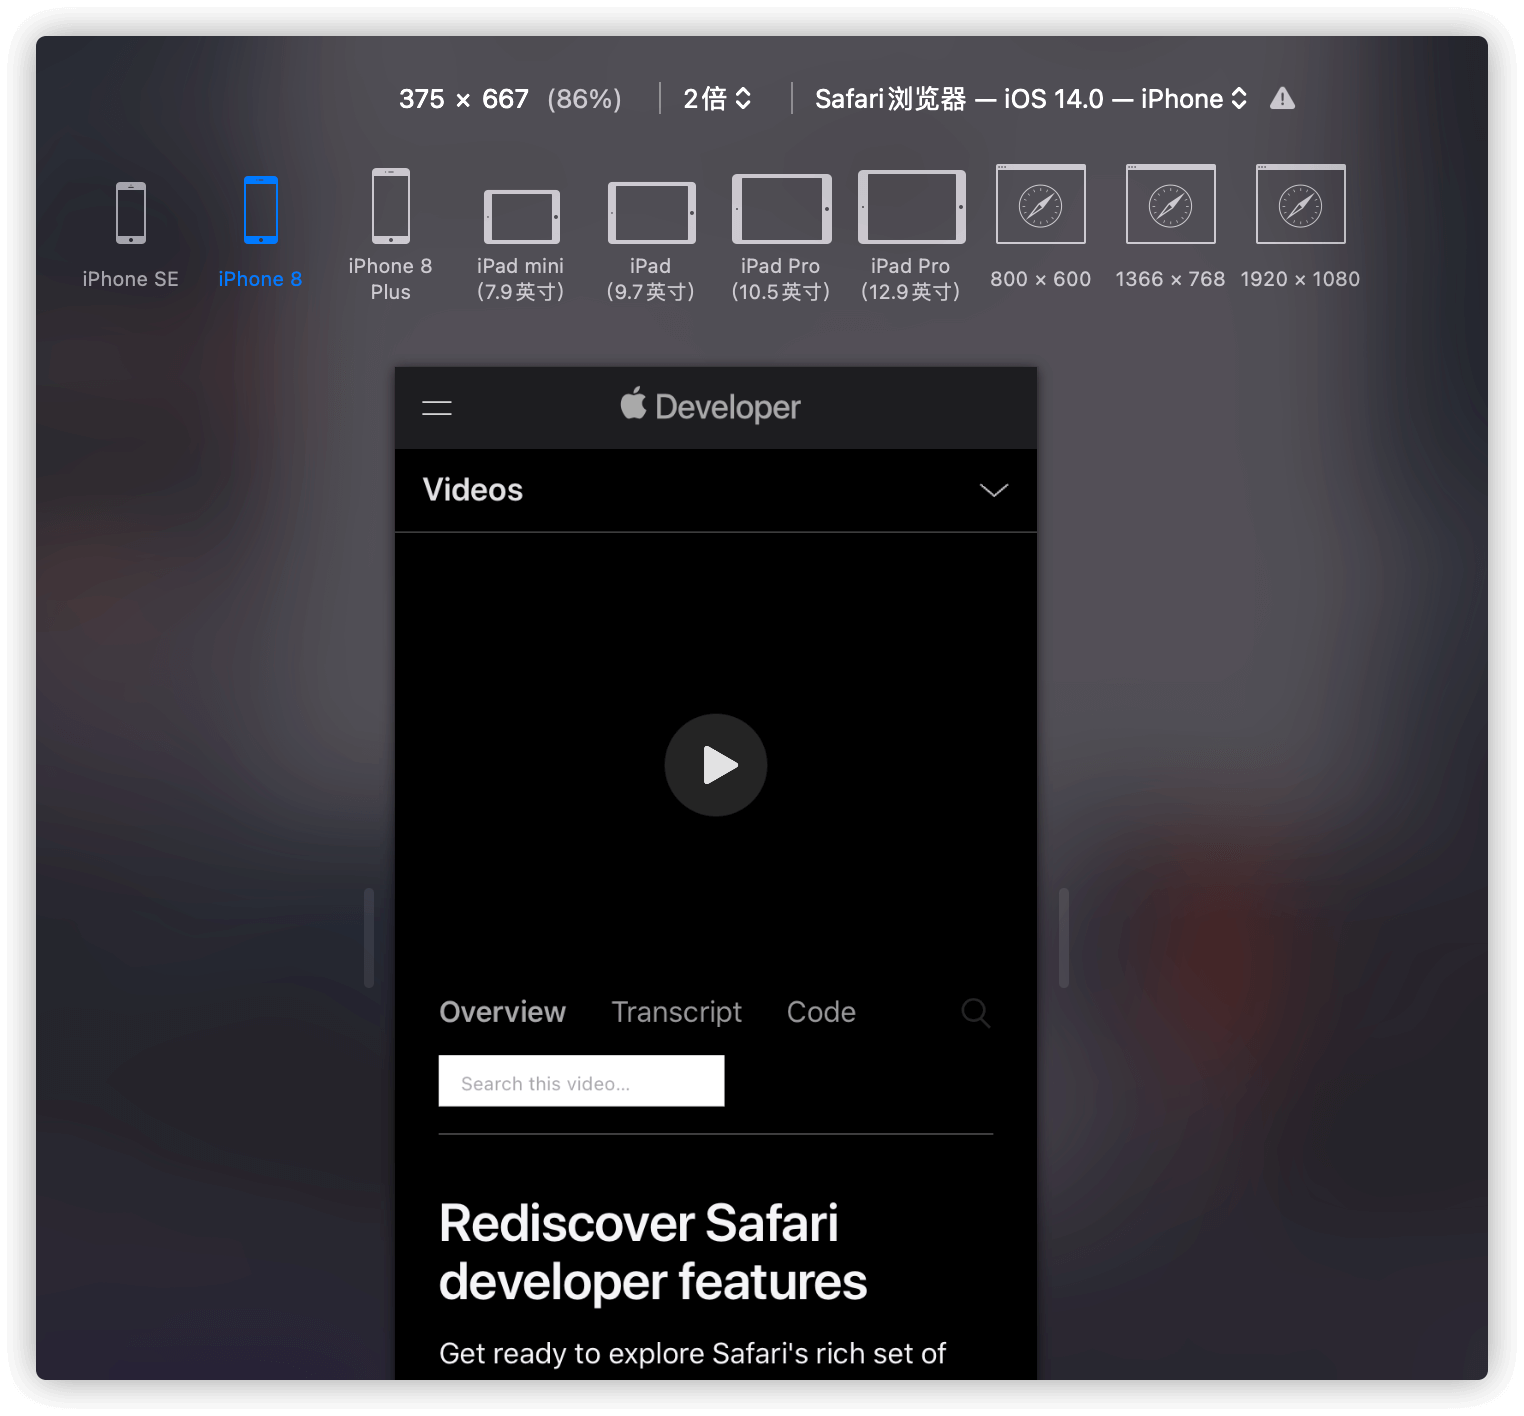 375 × 667 (86%) 2倍 Safari浏览器 — iOS 14.0 — iPhone
iPhone SE
iPhone 8
iPhone 8
Plus
iPad mini
(7.9英寸)
iPad
(9.7英寸)
iPad Pro
(10.5英寸)
iPad Pro
(12.9英寸)
800 × 600
1366 × 768
1920 × 1080
Developer
Videos
Overview Transcript Code
Search this video...
Rediscover Safari
developer features
Get ready to explore Safari's rich set of